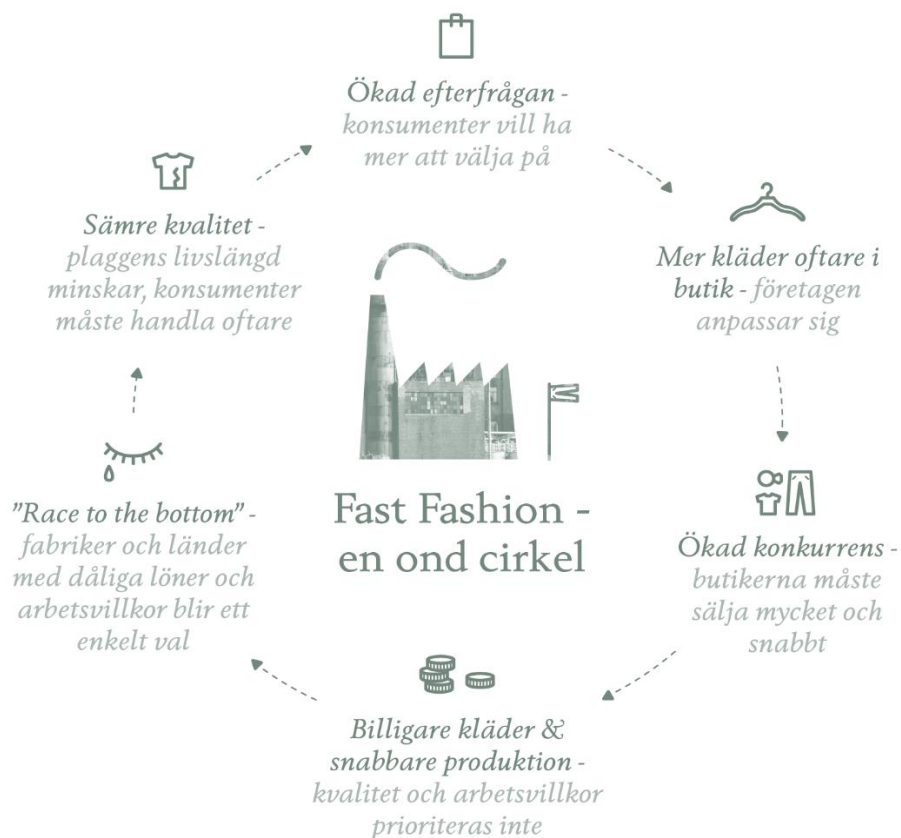 Ökad efterfrågan -
konsumenter vill ha
mer att välja på
Mer kläder oftare i
butik - företagen
anpassar sig
Ökad konkurrens -
butikerna måste
sälja mycket och
snabbt
Billigare kläder &
snabbare produktion -
kvalitet och arbetsvillkor
prioriteras inte
"Race to the bottom" -
fabriker och länder
med dåliga löner och
arbetsvillkor blir ett
enkelt val
Sämre kvalitet -
plaggens livslängd
minskar, konsumenter
måste handla oftare
Fast Fashion -
en ond cirkel